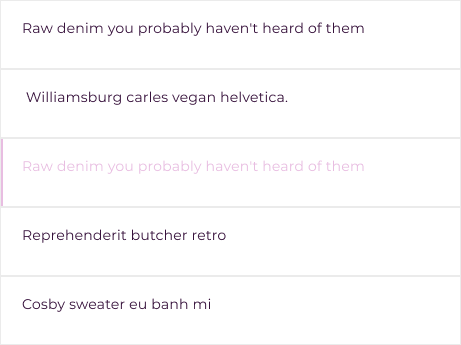 Raw denim you probably haven't heard of them
Williamsburg carles vegan helvetica.
Raw denim you probably haven't heard of them
Reprehenderit butcher retro
Cosby sweater eu banh mi